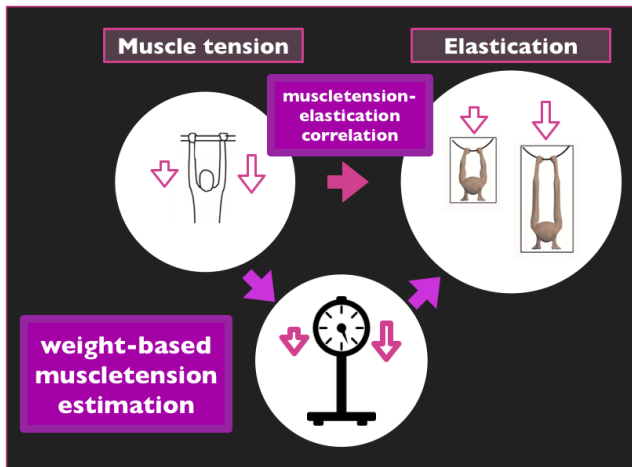 Muscle tension
Elastication
muscletension-
elastication
correlation
weight-based
muscletension
estimation